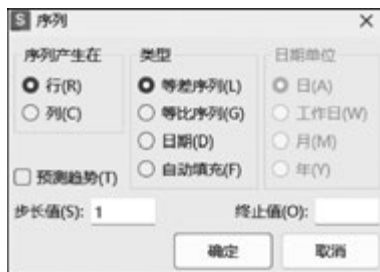 S 序列
序列产生在
行(R)
列(C)
预测趋势(T)
类型
等差序列(L)
等比序列(G)
日期(D)
自动填充(F)
日期单位
日(A)
工作日(W)
月(M)
年(Y)
步长值(S): 1
终止值(O):
确定
取消